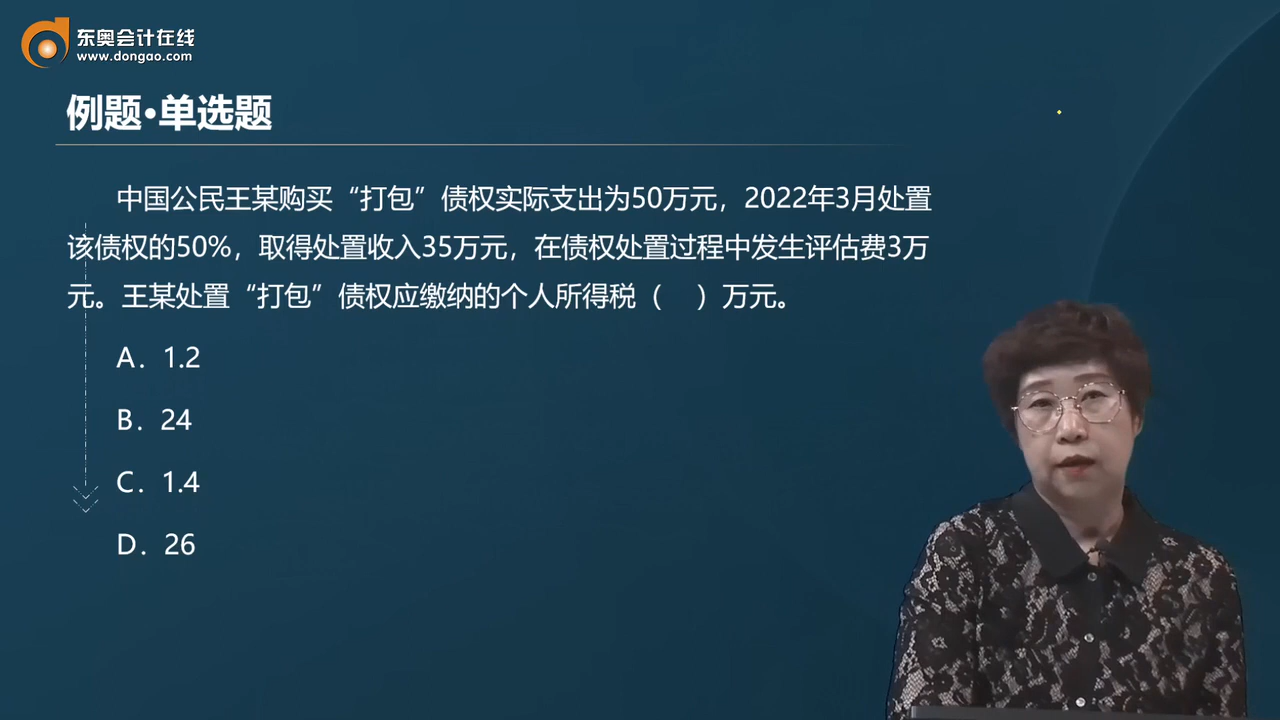 东奥会计在线
www.dongao.com
例题•单选题
中国公民王某购买“打包”债权实际支出为50万元，2022年3月处置
该债权的50%，取得处置收入35万元，在债权处置过程中发生评估费3万
元。王某处置“打包”债权应缴纳的个人所得税（　）万元。
A．1.2
B．24
C．1.4
D．26